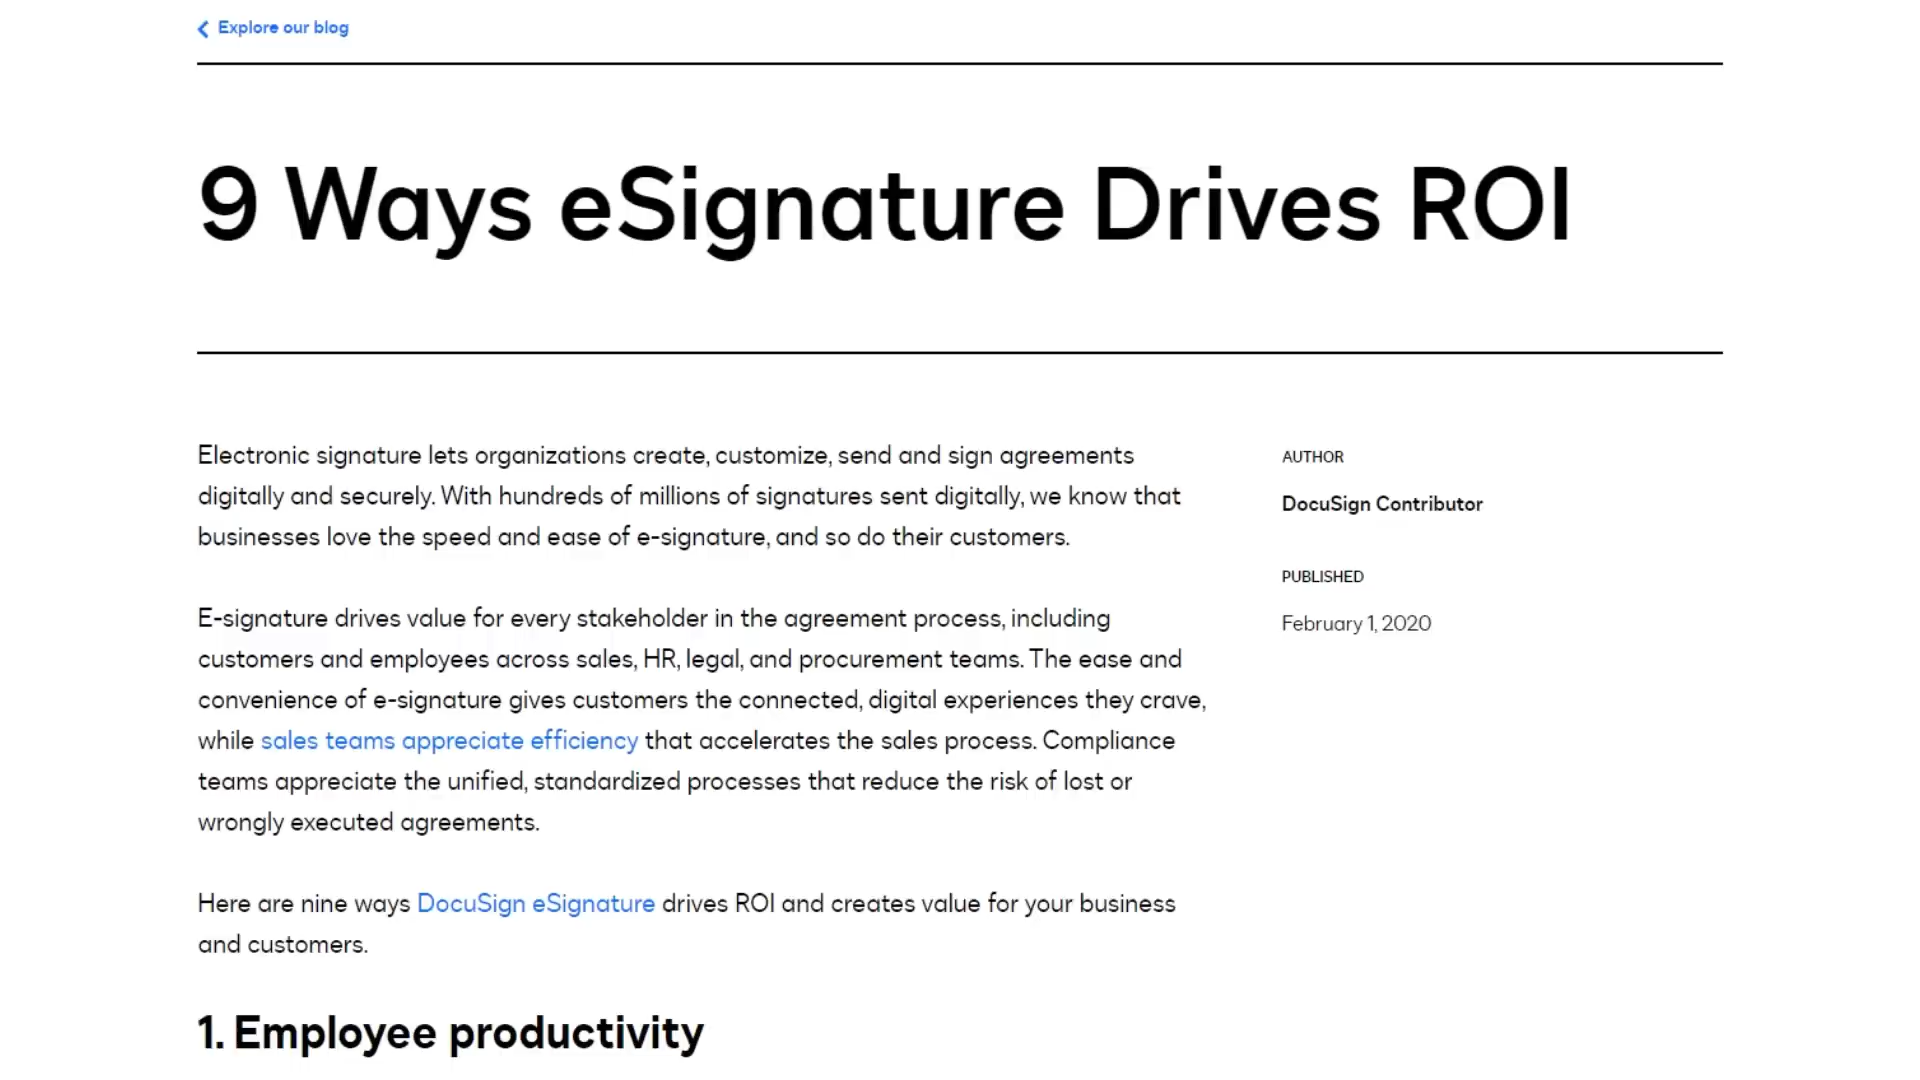 Explore our blog
9 Ways eSignature Drives ROI
Electronic signature lets organizations create, customize, send and sign agreements
digitally and securely. With hundreds of millions of signatures sent digitally, we know that
businesses love the speed and ease of e-signature, and so do their customers.
E-signature drives value for every stakeholder in the agreement process, including
customers and employees across sales, HR, legal, and procurement teams. The ease and
convenience of e-signature gives customers the connected, digital experiences they crave,
while sales teams appreciate efficiency that accelerates the sales process. Compliance
teams appreciate the unified, standardized processes that reduce the risk of lost or
wrongly executed agreements.
Here are nine ways DocuSign eSignature drives ROI and creates value for your business
and customers.
1. Employee productivity
AUTHOR
DocuSign Contributor
PUBLISHED
February 1, 2020